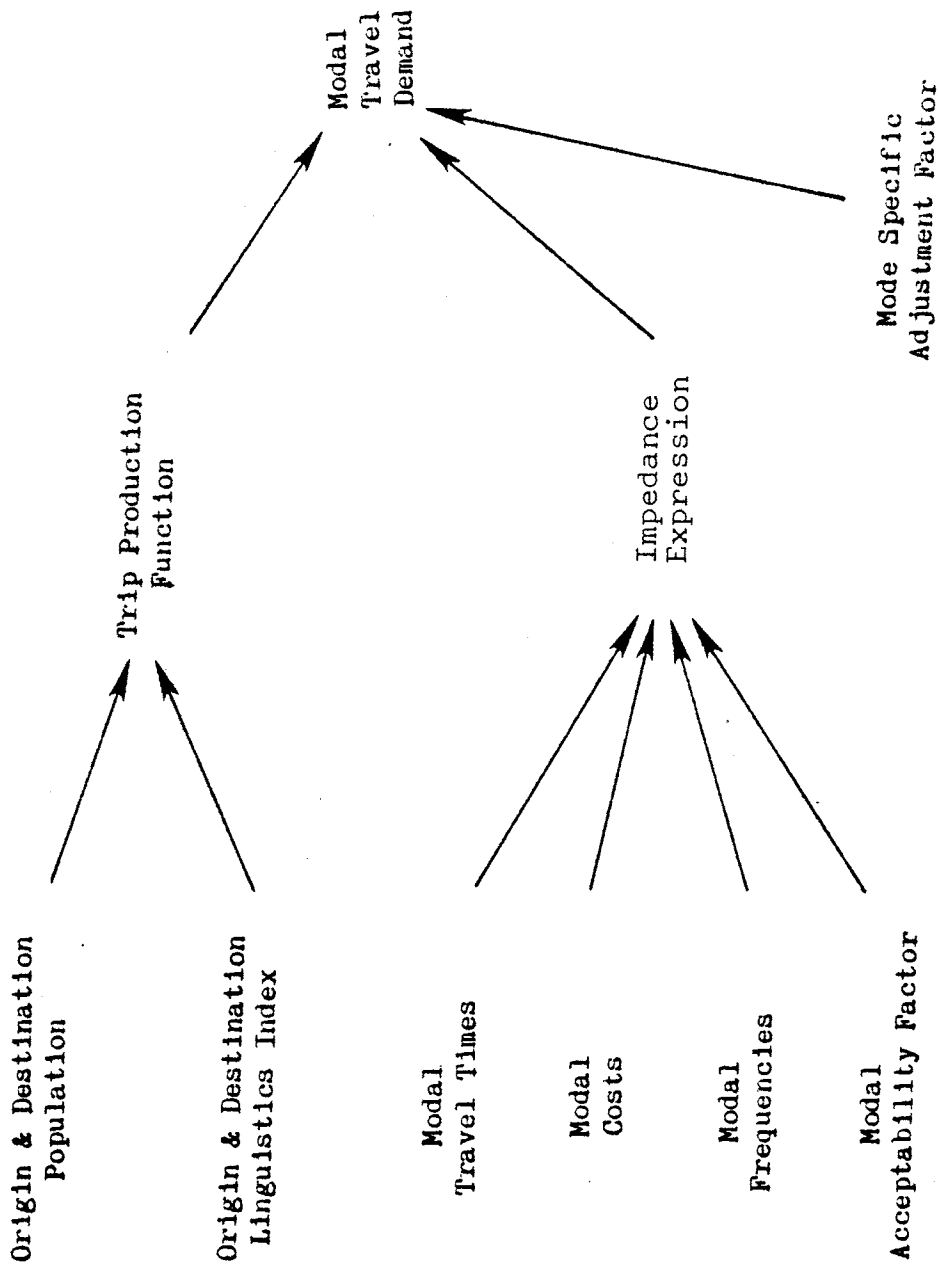 Origin & Destination
Population
Origin & Destination
Linguistics Index
Modal
Travel Times
Modal
Costs
Modal
Frequencies
Modal
Acceptability Factor
Trip Production
Function
Impedance
Expression
Modal
Travel
Demand
Mode Specific
Adjustment Factor